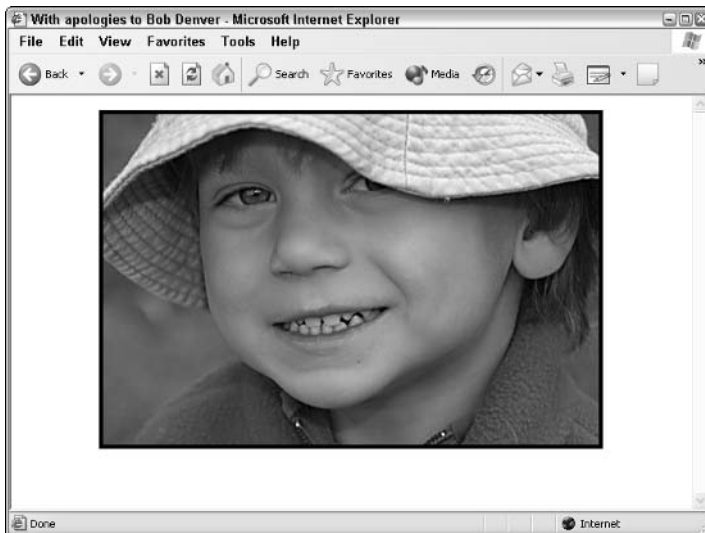 With apologies to Bob Denver - Microsoft Internet Explorer
File Edit View Favorites Tools Help
Back Search Favorites Media »
Done Internet